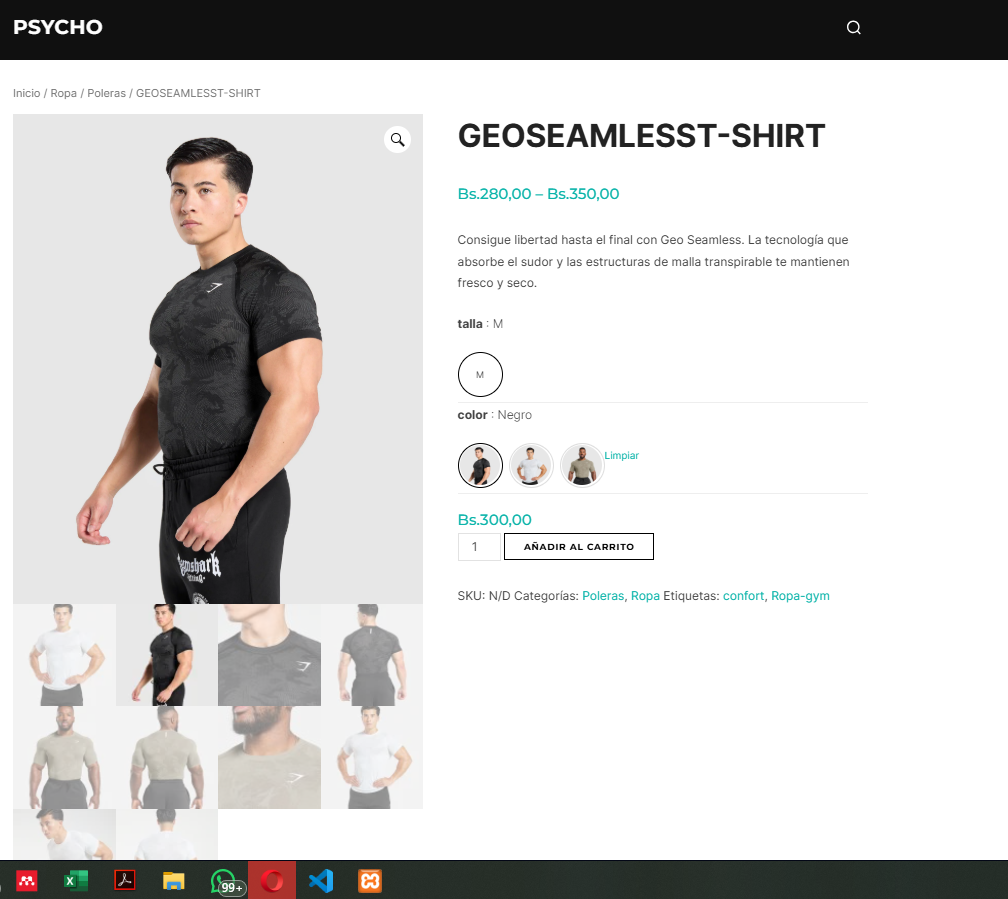 PSYCHO
Inicio / Ropa / Poleras / GEOSEAMLESST-SHIRT
GEOSEAMLESST-SHIRT
Bs.280,00 – Bs.350,00
Consigue libertad hasta el final con Geo Seamless. La tecnología que
absorbe el sudor y las estructuras de malla transpirable te mantienen
fresco y seco.
talla : M
M
color : Negro
Limpiar
Bs.300,00
1 AÑADIR AL CARRITO
SKU: N/D Categorías: Poleras, Ropa Etiquetas: confort, Ropa-gym
99+